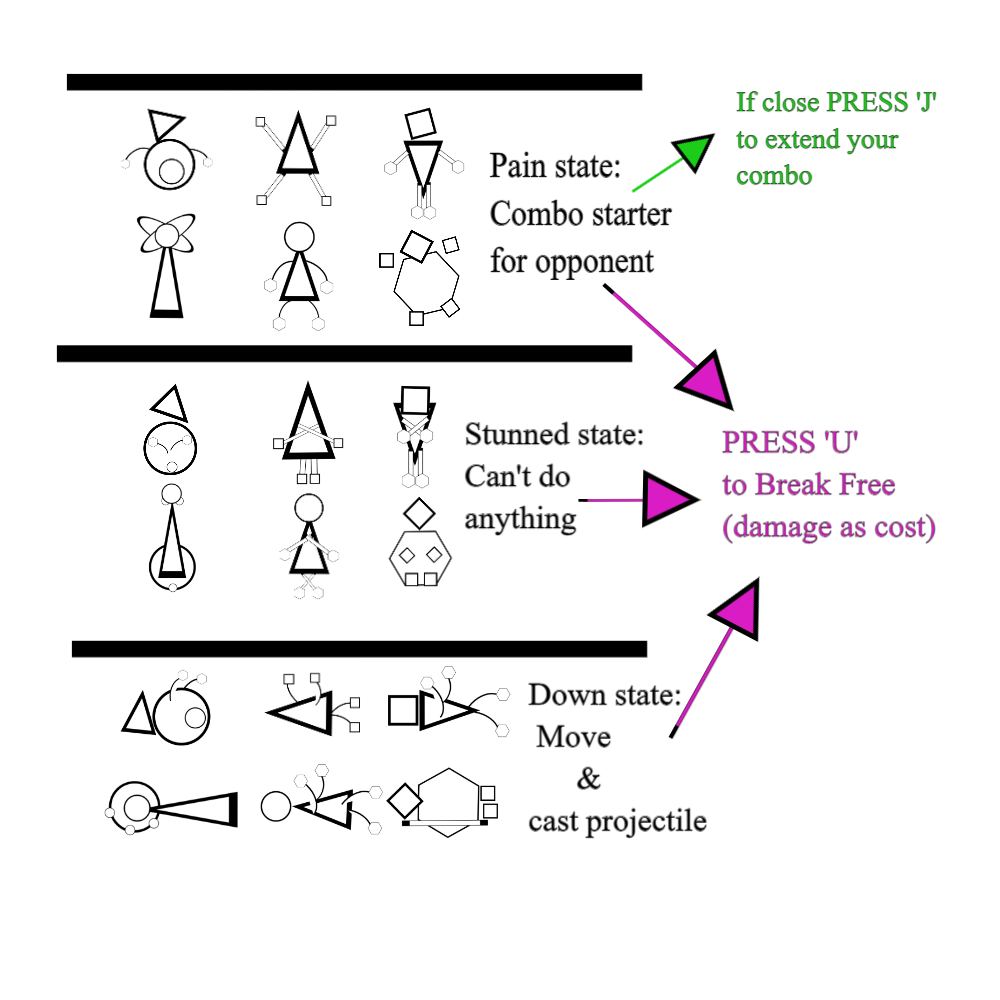 If close PRESS 'J'
to extend your
combo
Pain state:
Combo starter
for opponent
Stunned state:
Can't do
anything
PRESS 'U'
to Break Free
(damage as cost)
Down state:
Move
&
cast projectile